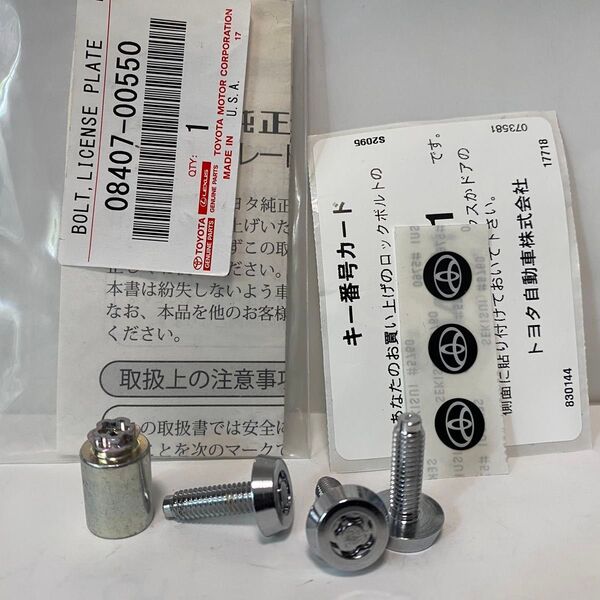 BOLT, LICENSE PLATE
08407-00550
QTY: 1
TOYOTA
GENUINE PARTS
LEXUS
GENUINE PARTS
TOYOTA MOTOR CORPORATION
17
MADE IN U.S.A.
純正
レート
ヨタ純正
上げいた
ずこの取
ください。
本書は紛失しないよう車
なお、本品を他のお客様
ください。
取扱上の注意事項
の取扱書では安全に
ことを次のマークで
S2095
073581
キー番号カード
あなたのお買い上げのロックボルトの
です。
1
スかドアの
側面に貼り付けておいて下さい。
トヨタ自動車株式会社
17718
830144